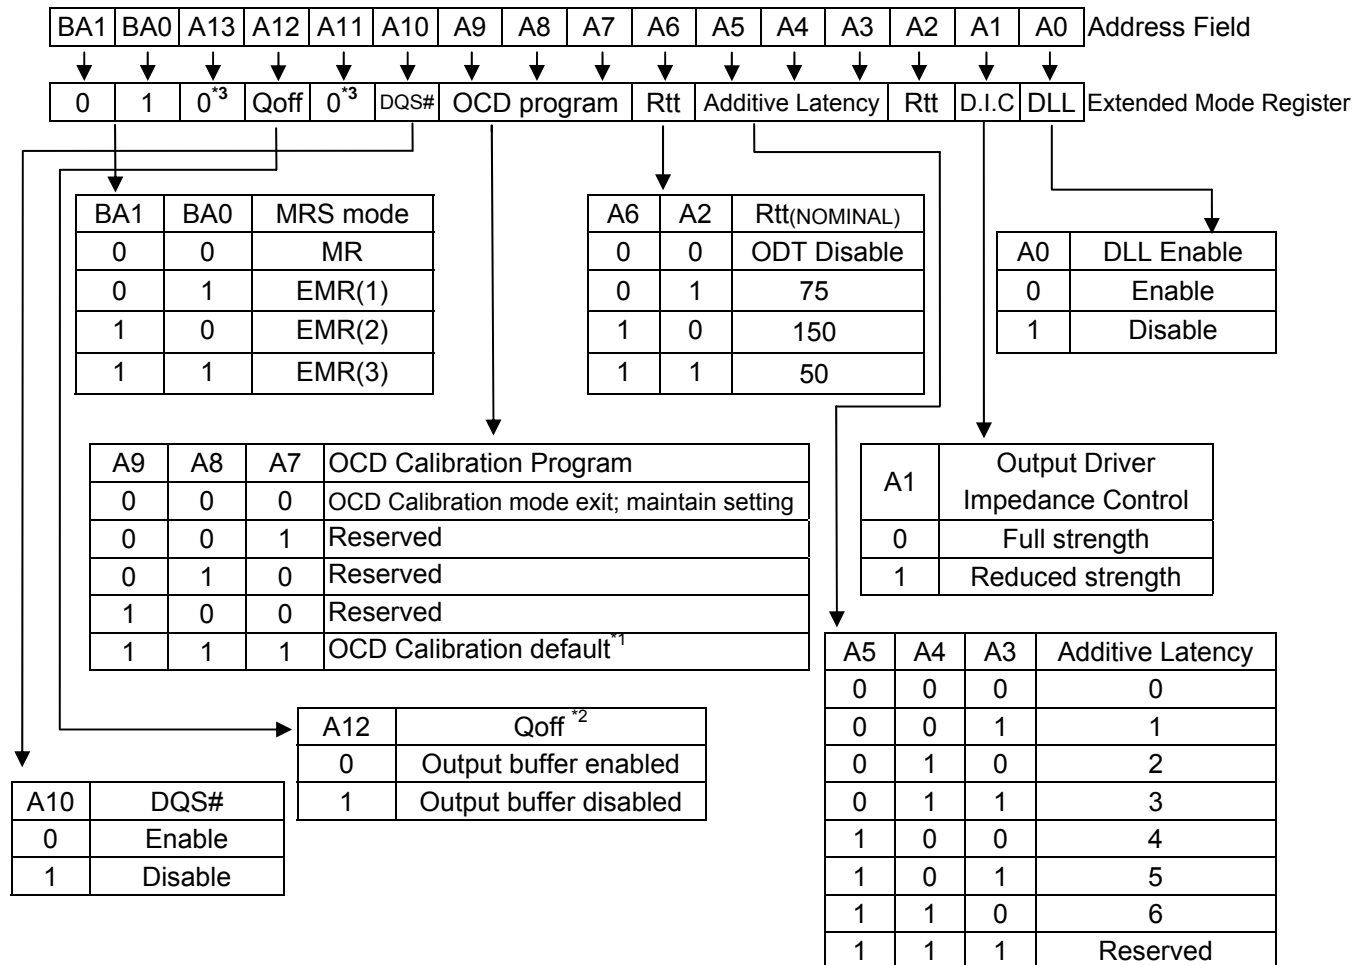 BA1 BA0 A13 A12 A11 A10 A9 A8 A7 A6 A5 A4 A3 A2 A1 A0 Address Field
0 1 0*3 Qoff 0*3 DQS# OCD program Rtt Additive Latency Rtt D.I.C DLL Extended Mode Register
BA1 BA0 MRS mode
0 0 MR
0 1 EMR(1)
1 0 EMR(2)
1 1 EMR(3)
A6 A2 Rtt(NOMINAL)
0 0 ODT Disable
0 1 75
1 0 150
1 1 50
A0 DLL Enable
0 Enable
1 Disable
A9 A8 A7 OCD Calibration Program
0 0 0 OCD Calibration mode exit; maintain setting
0 0 1 Reserved
0 1 0 Reserved
1 0 0 Reserved
1 1 1 OCD Calibration default*1
A1 Output Driver
Impedance Control
0 Full strength
1 Reduced strength
A12 Qoff *2
0 Output buffer enabled
1 Output buffer disabled
A10 DQS#
0 Enable
1 Disable
A5 A4 A3 Additive Latency
0 0 0 0
0 0 1 1
0 1 0 2
0 1 1 3
1 0 0 4
1 0 1 5
1 1 0 6
1 1 1 Reserved